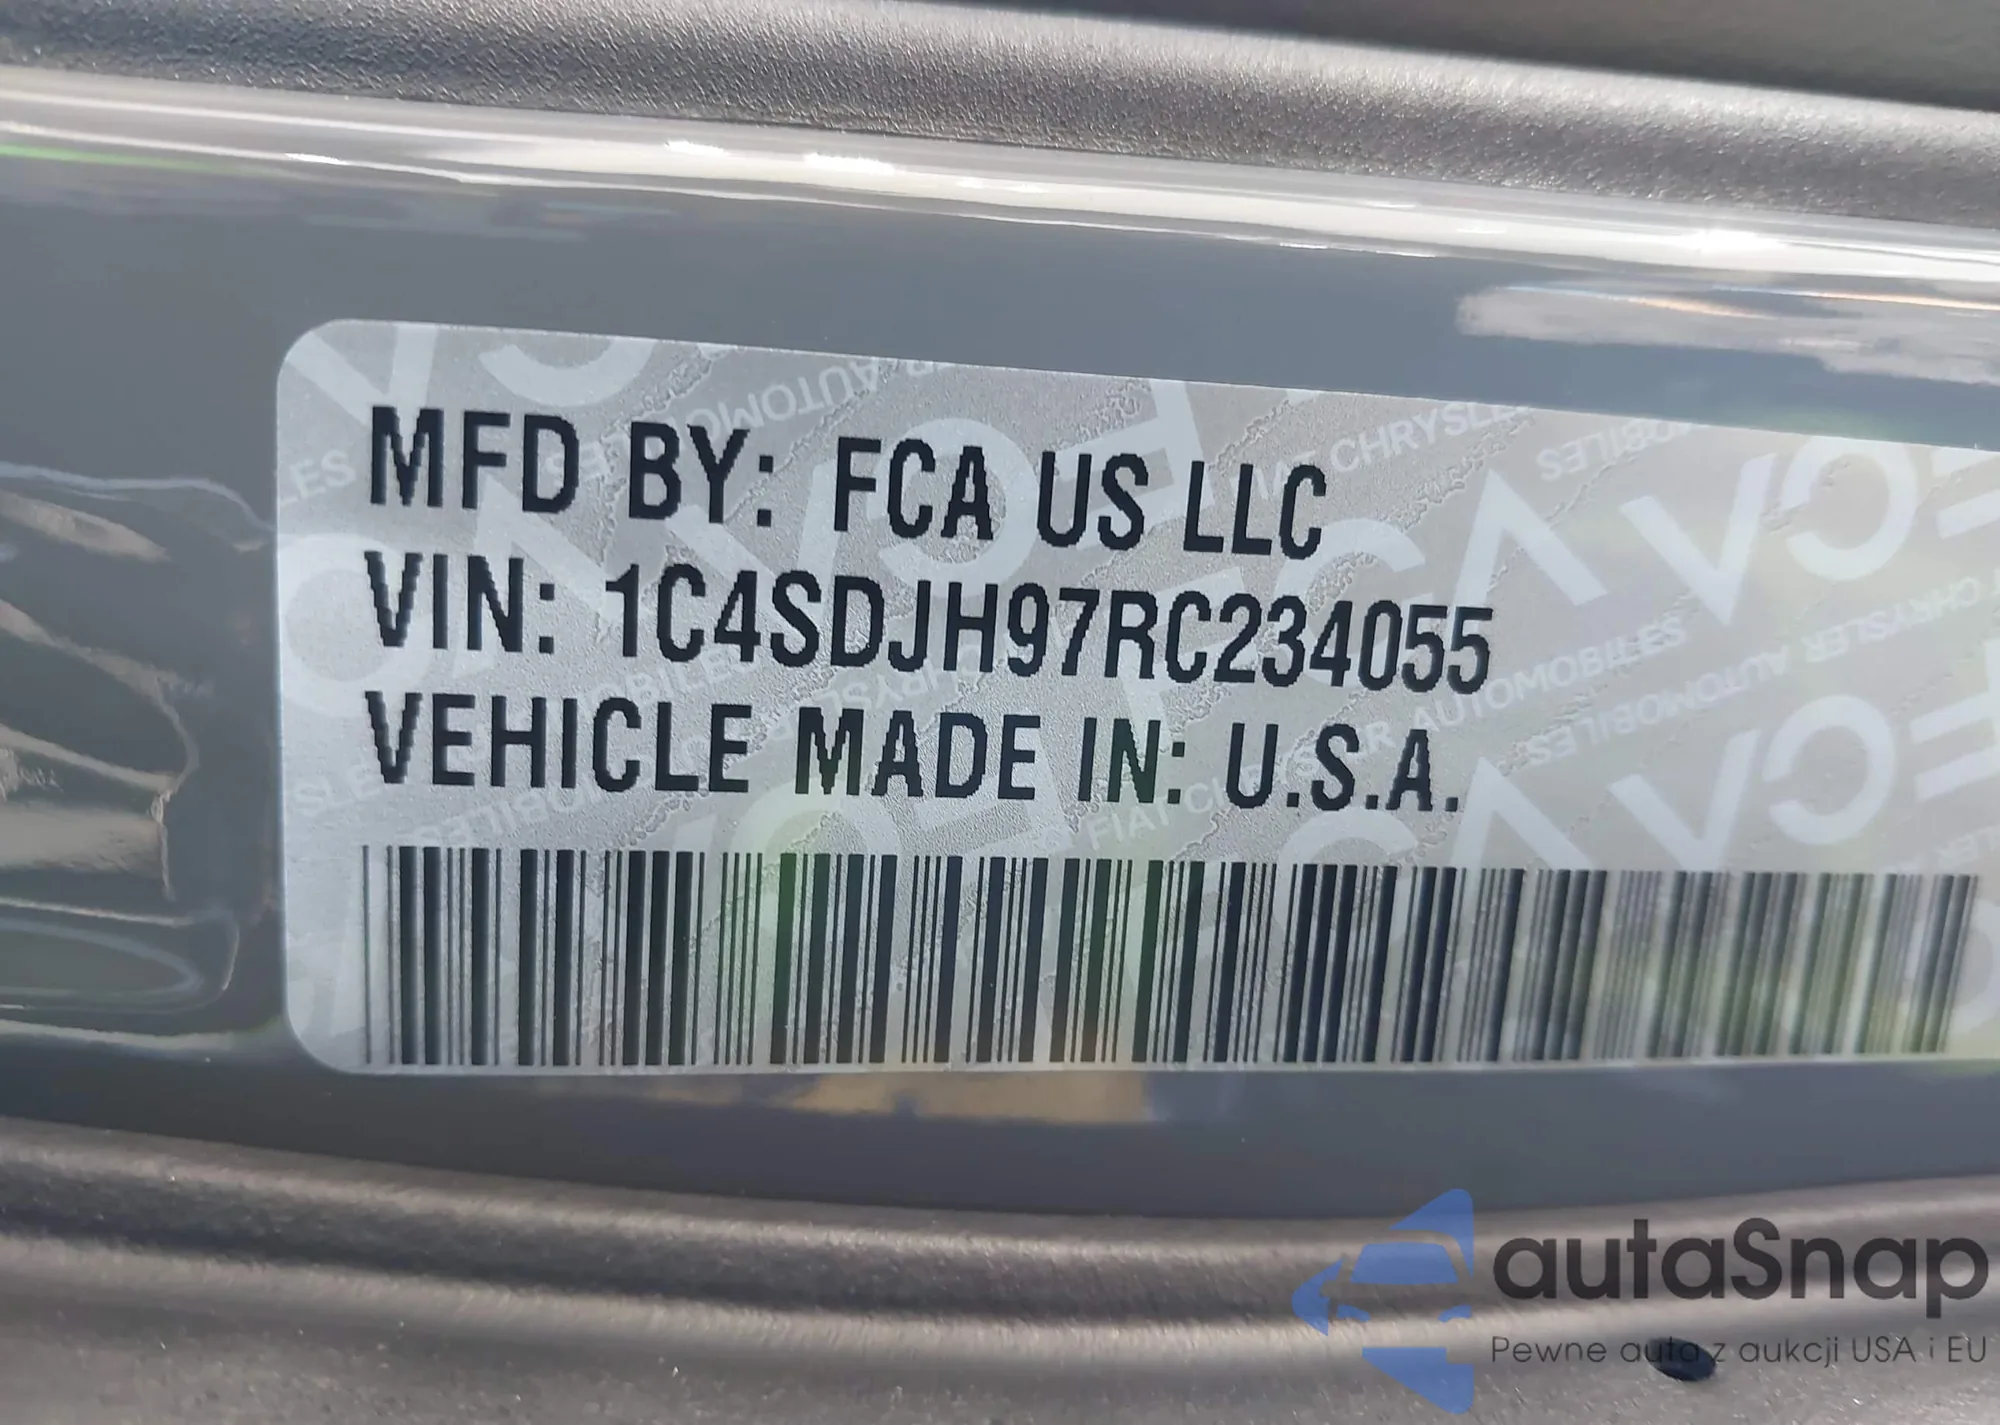 MFD BY: FCA US LLC
VIN: 1C4SDJH97RC234055
VEHICLE MADE IN: U.S.A.
autaSnap
Pewne auta z aukcji USA i EU